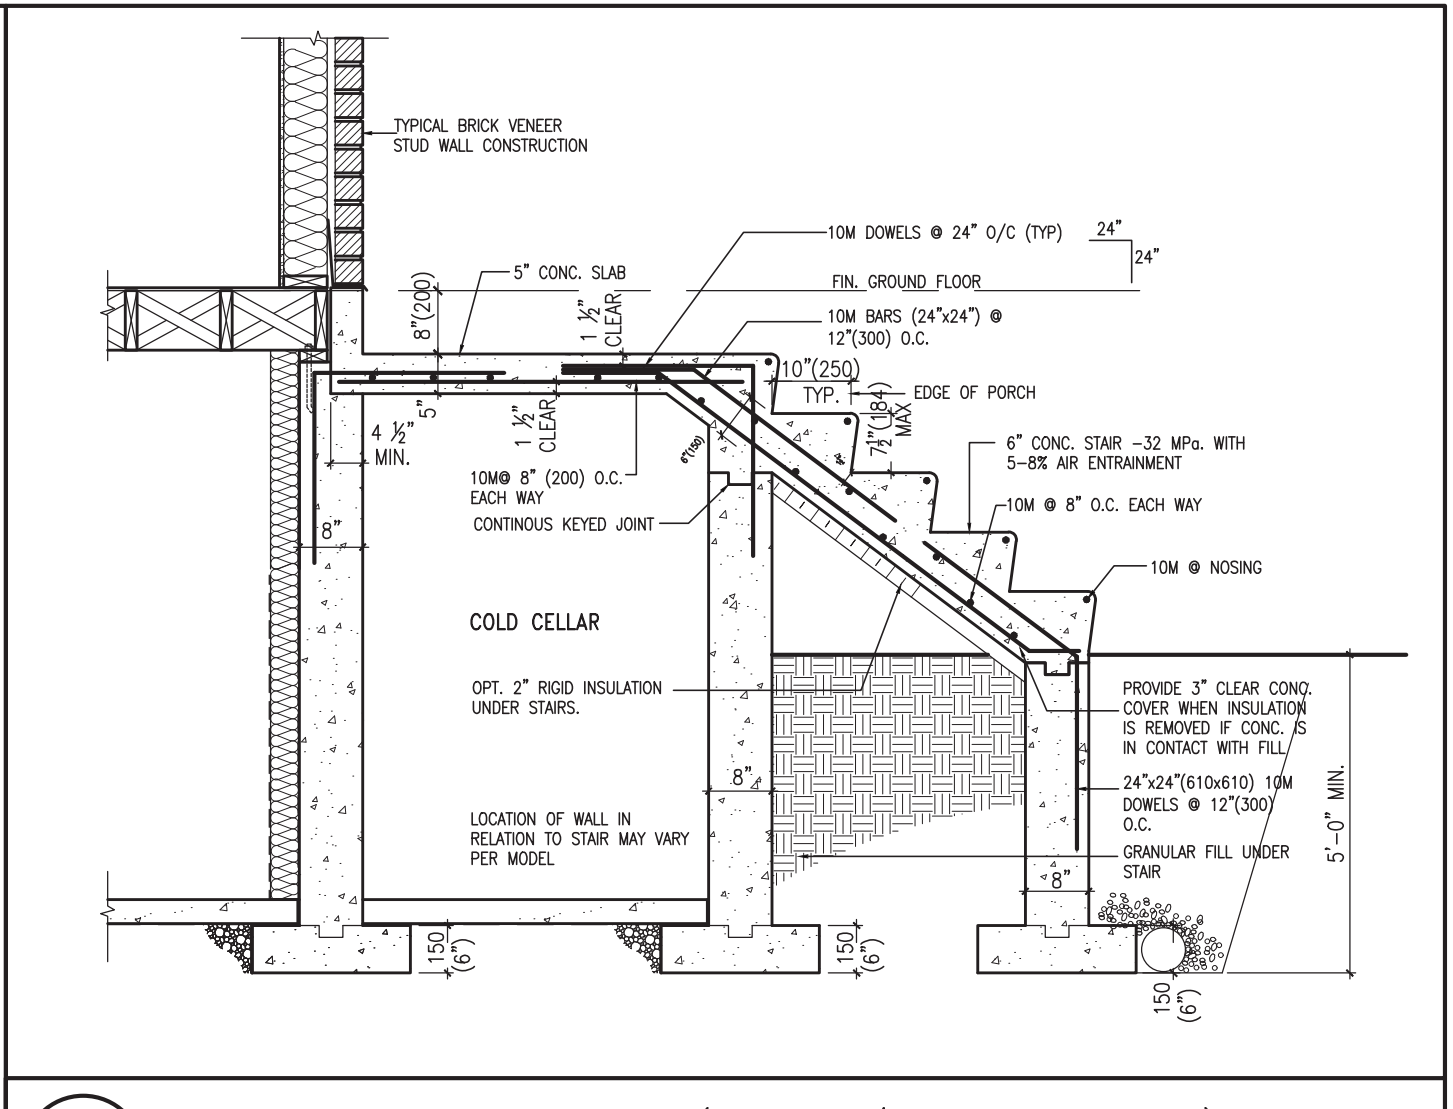 TYPICAL BRICK VENEER
STUD WALL CONSTRUCTION
10M DOWELS @ 24" O/C (TYP)
24"
24"
5" CONC. SLAB
FIN. GROUND FLOOR
8"(200)
1 ½"
CLEAR
10M BARS (24"x24") @
12"(300) O.C.
10"(250)
TYP.
EDGE OF PORCH
7½"(184)
MAX
5"
1 ½"
CLEAR
4 ½"
MIN.
6"(150)
6" CONC. STAIR -32 MPa. WITH
5-8% AIR ENTRAINMENT
10M@ 8" (200) O.C.
EACH WAY
10M @ 8" O.C. EACH WAY
CONTINOUS KEYED JOINT
8"
10M @ NOSING
COLD CELLAR
OPT. 2" RIGID INSULATION
UNDER STAIRS.
PROVIDE 3" CLEAR CONC.
COVER WHEN INSULATION
IS REMOVED IF CONC. IS
IN CONTACT WITH FILL
8"
24"x24"(610x610) 10M
DOWELS @ 12"(300)
O.C.
5'-0" MIN.
LOCATION OF WALL IN
RELATION TO STAIR MAY VARY
PER MODEL
GRANULAR FILL UNDER
STAIR
8"
150
(6")
150
(6")
150
(6")